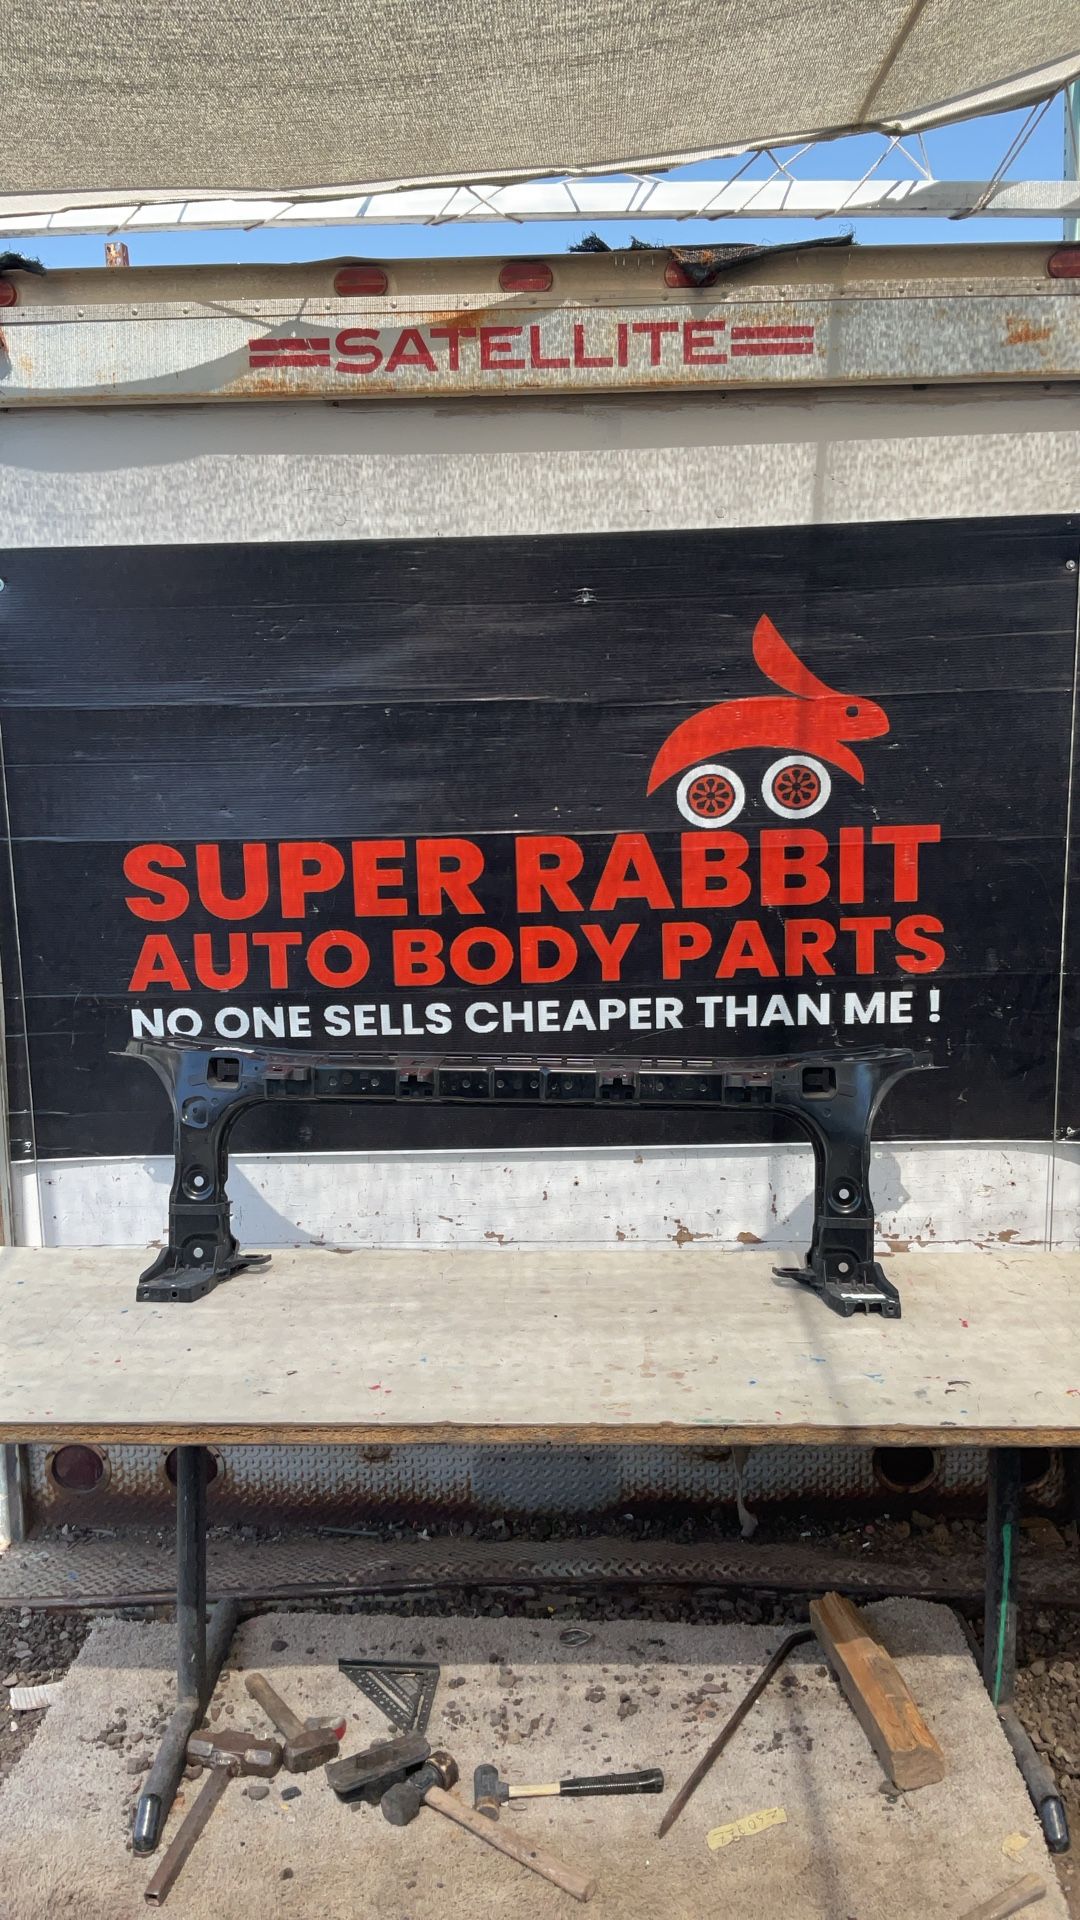 SATELLITE
SUPER RABBIT
AUTO BODY PARTS
NO ONE SELLS CHEAPER THAN ME !